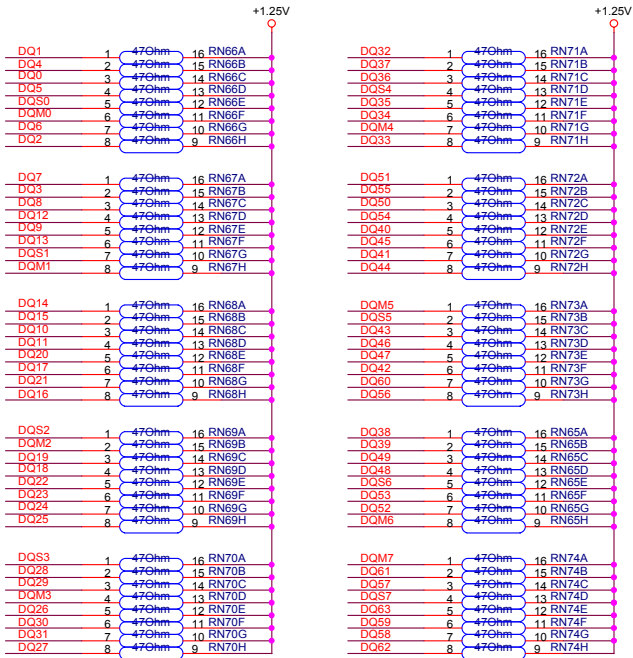 +1.25V
DQ1 1 47Ohm 16 RN66A
DQ4 2 47Ohm 15 RN66B
DQ0 3 47Ohm 14 RN66C
DQ5 4 47Ohm 13 RN66D
DQS0 5 47Ohm 12 RN66E
DQM0 6 47Ohm 11 RN66F
DQ6 7 47Ohm 10 RN66G
DQ2 8 47Ohm 9 RN66H
DQ7 1 47Ohm 16 RN67A
DQ3 2 47Ohm 15 RN67B
DQ8 3 47Ohm 14 RN67C
DQ12 4 47Ohm 13 RN67D
DQ9 5 47Ohm 12 RN67E
DQ13 6 47Ohm 11 RN67F
DQS1 7 47Ohm 10 RN67G
DQM1 8 47Ohm 9 RN67H
DQ14 1 47Ohm 16 RN68A
DQ15 2 47Ohm 15 RN68B
DQ10 3 47Ohm 14 RN68C
DQ11 4 47Ohm 13 RN68D
DQ20 5 47Ohm 12 RN68E
DQ17 6 47Ohm 11 RN68F
DQ21 7 47Ohm 10 RN68G
DQ16 8 47Ohm 9 RN68H
DQS2 1 47Ohm 16 RN69A
DQM2 2 47Ohm 15 RN69B
DQ19 3 47Ohm 14 RN69C
DQ18 4 47Ohm 13 RN69D
DQ22 5 47Ohm 12 RN69E
DQ23 6 47Ohm 11 RN69F
DQ24 7 47Ohm 10 RN69G
DQ25 8 47Ohm 9 RN69H
DQS3 1 47Ohm 16 RN70A
DQ28 2 47Ohm 15 RN70B
DQ29 3 47Ohm 14 RN70C
DQM3 4 47Ohm 13 RN70D
DQ26 5 47Ohm 12 RN70E
DQ30 6 47Ohm 11 RN70F
DQ31 7 47Ohm 10 RN70G
DQ27 8 47Ohm 9 RN70H
+1.25V
DQ32 1 47Ohm 16 RN71A
DQ37 2 47Ohm 15 RN71B
DQ36 3 47Ohm 14 RN71C
DQS4 4 47Ohm 13 RN71D
DQ35 5 47Ohm 12 RN71E
DQ34 6 47Ohm 11 RN71F
DQM4 7 47Ohm 10 RN71G
DQ33 8 47Ohm 9 RN71H
DQ51 1 47Ohm 16 RN72A
DQ55 2 47Ohm 15 RN72B
DQ50 3 47Ohm 14 RN72C
DQ54 4 47Ohm 13 RN72D
DQ40 5 47Ohm 12 RN72E
DQ45 6 47Ohm 11 RN72F
DQ41 7 47Ohm 10 RN72G
DQ44 8 47Ohm 9 RN72H
DQM5 1 47Ohm 16 RN73A
DQS5 2 47Ohm 15 RN73B
DQ43 3 47Ohm 14 RN73C
DQ46 4 47Ohm 13 RN73D
DQ47 5 47Ohm 12 RN73E
DQ42 6 47Ohm 11 RN73F
DQ60 7 47Ohm 10 RN73G
DQ56 8 47Ohm 9 RN73H
DQ38 1 47Ohm 16 RN65A
DQ39 2 47Ohm 15 RN65B
DQ49 3 47Ohm 14 RN65C
DQ48 4 47Ohm 13 RN65D
DQS6 5 47Ohm 12 RN65E
DQ53 6 47Ohm 11 RN65F
DQ52 7 47Ohm 10 RN65G
DQM6 8 47Ohm 9 RN65H
DQM7 1 47Ohm 16 RN74A
DQ61 2 47Ohm 15 RN74B
DQ57 3 47Ohm 14 RN74C
DQS7 4 47Ohm 13 RN74D
DQ63 5 47Ohm 12 RN74E
DQ59 6 47Ohm 11 RN74F
DQ58 7 47Ohm 10 RN74G
DQ62 8 47Ohm 9 RN74H